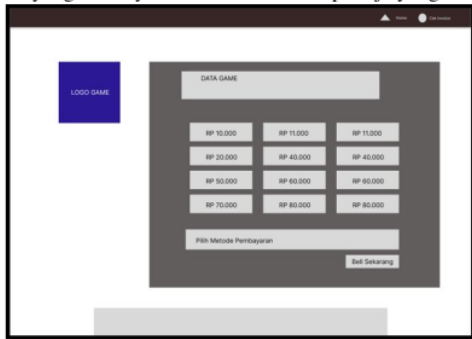 Home Cek Invoice
LOGO GAME
DATA GAME
RP 10.000 RP 11.000 RP 11.000
RP 20.000 RP 40.000 RP 40.000
RP 50.000 RP 60.000 RP 60.000
RP 70.000 RP 80.000 RP 80.000
Pilih Metode Pembayaran
Beli Sekarang